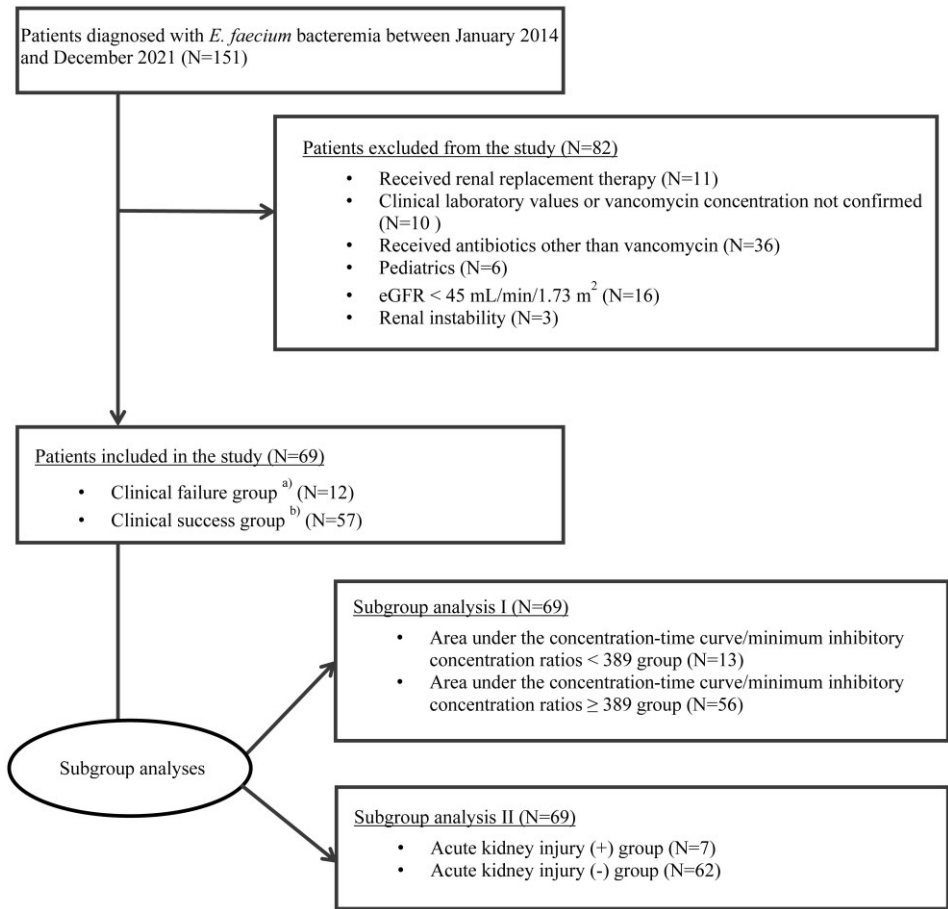 Patients diagnosed with E. faecium bacteremia between January 2014
and December 2021 (N=151)
Patients excluded from the study (N=82)
• Received renal replacement therapy (N=11)
• Clinical laboratory values or vancomycin concentration not confirmed
(N=10 )
• Received antibiotics other than vancomycin (N=36)
• Pediatrics (N=6)
• eGFR < 45 mL/min/1.73 m² (N=16)
• Renal instability (N=3)
Patients included in the study (N=69)
• Clinical failure group a) (N=12)
• Clinical success group b) (N=57)
Subgroup analysis I (N=69)
• Area under the concentration-time curve/minimum inhibitory
concentration ratios < 389 group (N=13)
• Area under the concentration-time curve/minimum inhibitory
concentration ratios ≥ 389 group (N=56)
Subgroup analyses
Subgroup analysis II (N=69)
• Acute kidney injury (+) group (N=7)
• Acute kidney injury (-) group (N=62)